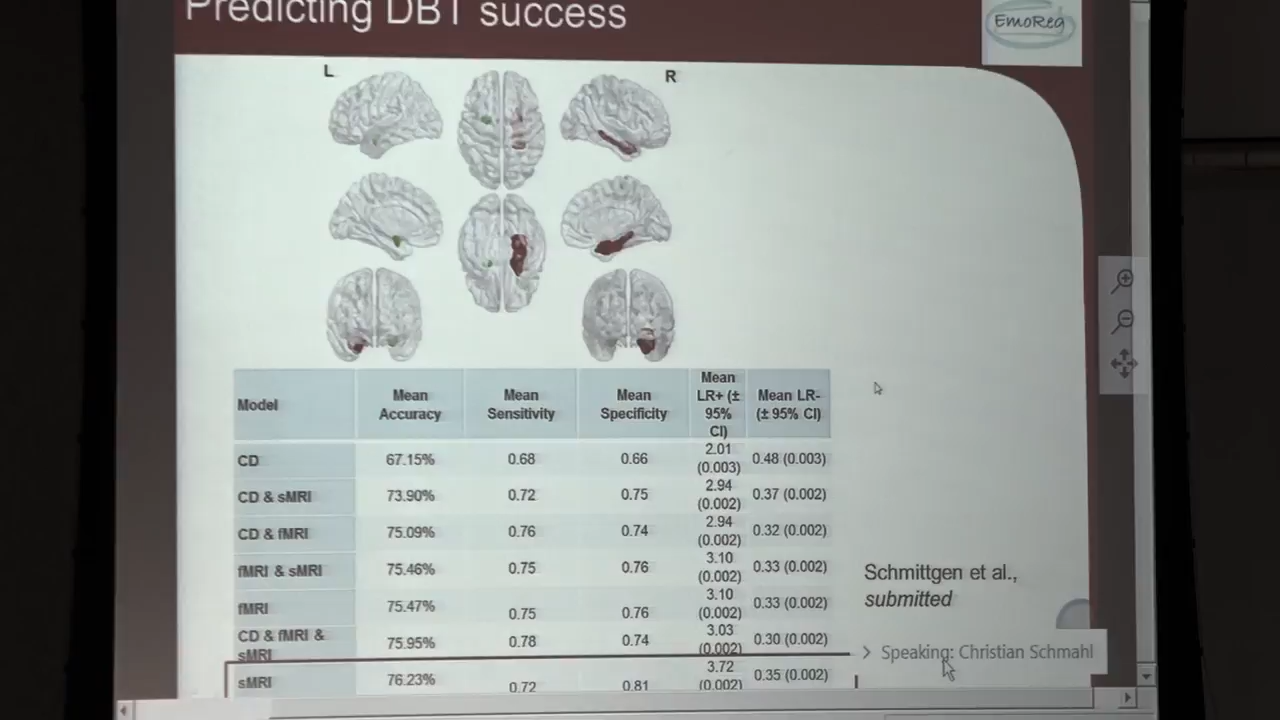 Predicting DBT success
EmoReg
L
R
Model
Mean Accuracy
Mean Sensitivity
Mean Specificity
Mean LR+ (± 95% CI)
Mean LR- (± 95% CI)
CD 67.15% 0.68 0.66 2.01 (0.003) 0.48 (0.003)
CD & sMRI 73.90% 0.72 0.75 2.94 (0.002) 0.37 (0.002)
CD & fMRI 75.09% 0.76 0.74 2.94 (0.002) 0.32 (0.002)
fMRI & sMRI 75.46% 0.75 0.76 3.10 (0.002) 0.33 (0.002)
fMRI 75.47% 0.75 0.76 3.10 (0.002) 0.33 (0.002)
CD & fMRI & sMRI 75.95% 0.78 0.74 3.03 (0.002) 0.30 (0.002)
sMRI 76.23% 0.72 0.81 3.72 (0.002) 0.35 (0.002)
Schmittgen et al.,
submitted
Speaking: Christian Schmahl